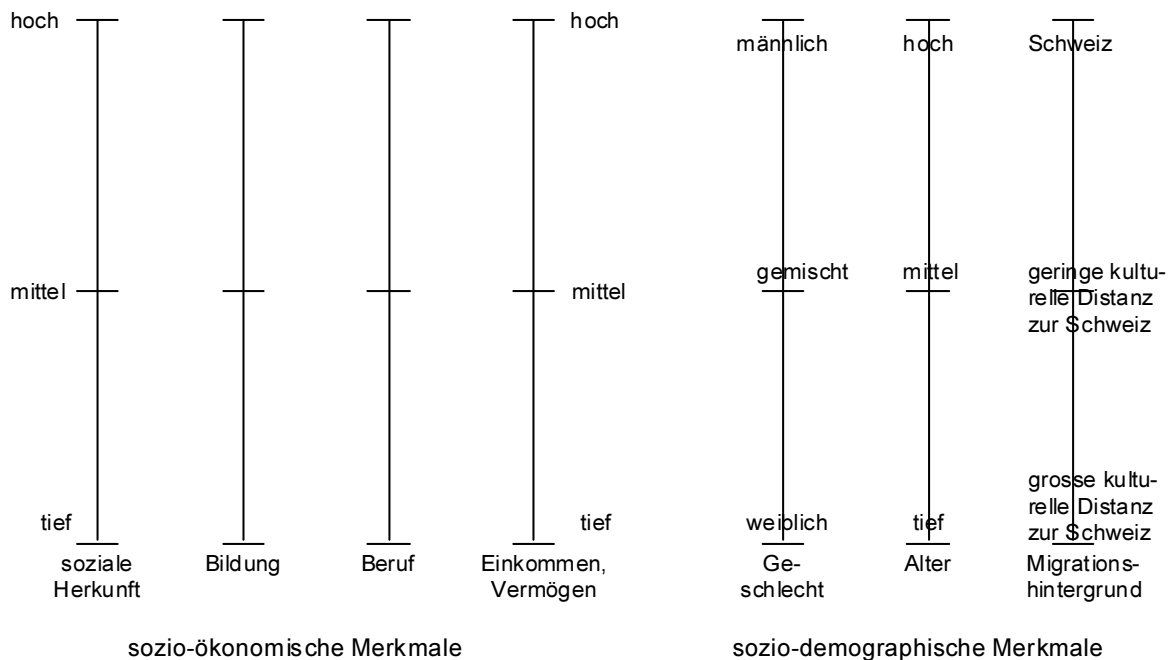 hoch hoch
männlich hoch Schweiz
mittel mittel
gemischt mittel geringe kultu-
relle Distanz
zur Schweiz
tief tief
weiblich tief grosse kultu-
relle Distanz
zur Schweiz
soziale
Herkunft
Bildung
Beruf
Einkommen,
Vermögen
Ge-
schlecht
Alter
Migrations-
hintergrund
sozio-ökonomische Merkmale
sozio-demographische Merkmale